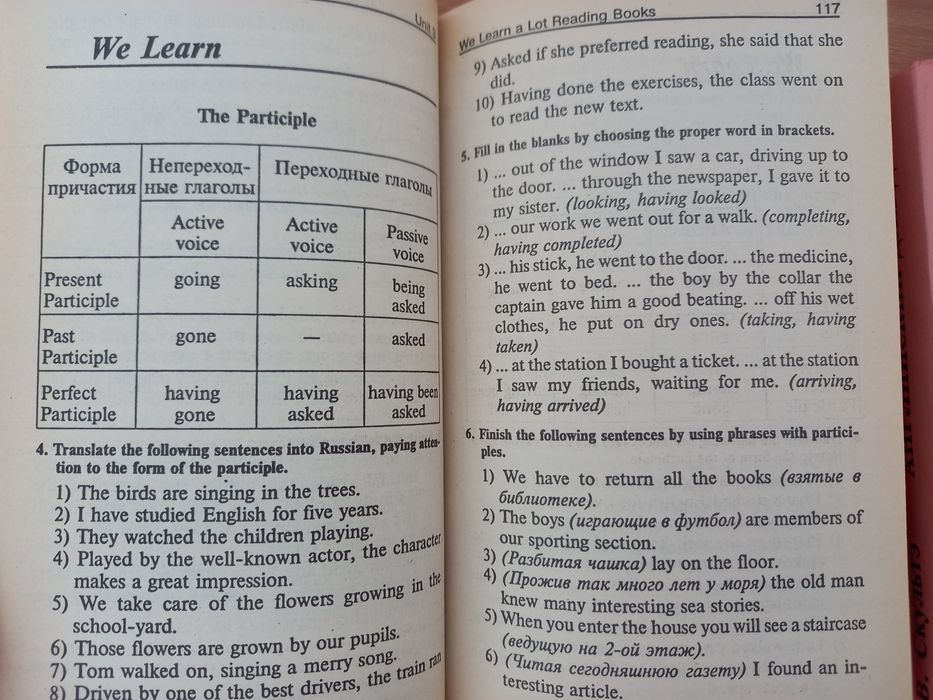 Unit 3
We Learn
The Participle
Форма причастия
Непереход-
ные глаголы
Переходные глаголы
Active voice
Active voice
Passive voice
Present Participle
going
asking
being asked
Past Participle
gone
—
asked
Perfect Participle
having gone
having asked
having been asked
4. Translate the following sentences into Russian, paying atten-
tion to the form of the participle.
1) The birds are singing in the trees.
2) I have studied English for five years.
3) They watched the children playing.
4) Played by the well-known actor, the character
makes a great impression.
5) We take care of the flowers growing in the
school-yard.
6) Those flowers are grown by our pupils.
7) Tom walked on, singing a merry song.
8) Driven by one of the best drivers, the train ran
We Learn a Lot Reading Books 117
9) Asked if she preferred reading, she said that she
did.
10) Having done the exercises, the class went on
to read the new text.
5. Fill in the blanks by choosing the proper word in brackets.
1) ... out of the window I saw a car, driving up to
the door. ... through the newspaper, I gave it to
my sister. (looking, having looked)
2) ... our work we went out for a walk. (completing,
having completed)
3) ... his stick, he went to the door. ... the medicine,
he went to bed. ... the boy by the collar the
captain gave him a good beating. ... off his wet
clothes, he put on dry ones. (taking, having
taken)
4) ... at the station I bought a ticket. ... at the station
I saw my friends, waiting for me. (arriving,
having arrived)
6. Finish the following sentences by using phrases with partici-
ples.
1) We have to return all the books (взятые в
библиотеке).
2) The boys (играющие в футбол) are members of
our sporting section.
3) (Разбитая чашка) lay on the floor.
4) (Прожив так много лет у моря) the old man
knew many interesting sea stories.
5) When you enter the house you will see a staircase
(ведущую на 2-ой этаж).
6) (Читая сегодняшнюю газету) I found an in-
teresting article.